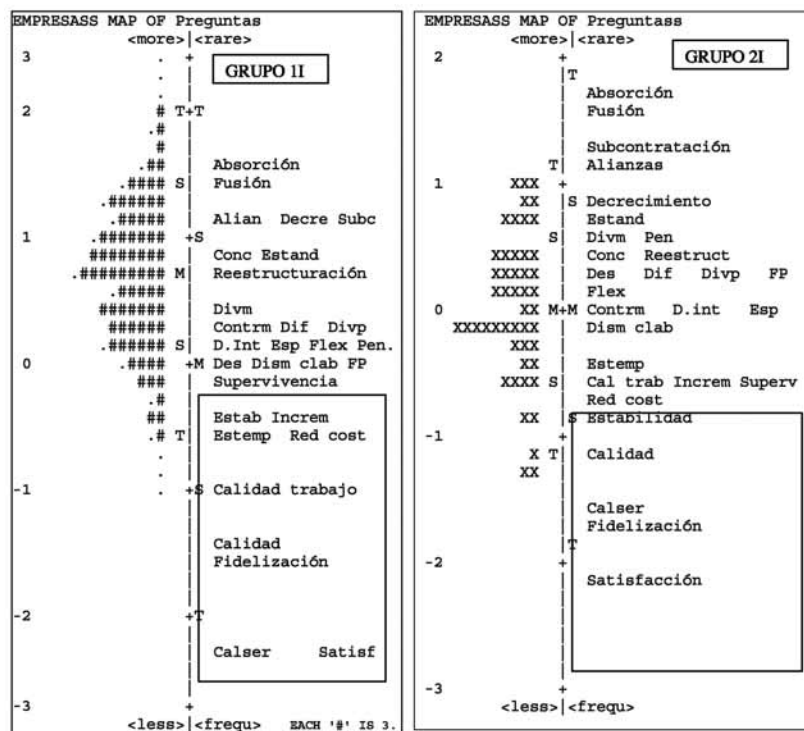 EMPRESASS MAP OF Preguntas
<more>|<rare>
3 . +
. | GRUPO 1I
. |
2 # T+T
.# |
# |
.## | Absorción
.#### S| Fusión
.###### |
.##### | Alian Decre Subc
1 .####### +S
######## | Conc Estand
.######### M| Reestructuración
.##### |
####### | Divm
###### | Contrm Dif Divp
.###### S| D.Int Esp Flex Pen.
0 .#### +M Des Dism clab FP
### | Supervivencia
.# |
## | Estab Increm
.# T| Estemp Red cost
. |
. |
-1 . +S Calidad trabajo
| Calidad
| Fidelización
-2 +T
| Calser Satisf
-3 +
<less>|<frequ> EACH '#' IS 3.
EMPRESASS MAP OF Preguntass
<more>|<rare>
2 + GRUPO 2I
|T
| Absorción
| Fusión
| Subcontratación
T| Alianzas
1 XXX +
XX |S Decrecimiento
XXXX | Estand
S| Divm Pen
XXXXX | Conc Reestruct
XXXXX | Des Dif Divp FP
XXXXX | Flex
0 XX M+M Contrm D.int Esp
XXXXXXXXX | Dism clab
XXX |
XX | Estemp
XXXX S| Cal trab Increm Superv
| Red cost
XX |S Estabilidad
-1 +
X T| Calidad
XX |
| Calser
| Fidelización
|T
-2 +
| Satisfacción
-3 +
<less>|<frequ>